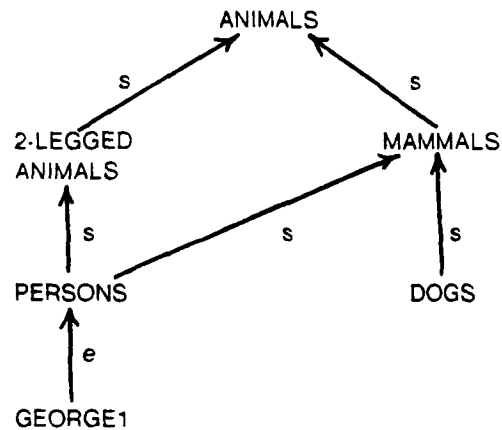 ANIMALS
s
s
2-LEGGED
ANIMALS
MAMMALS
s
s
s
PERSONS
DOGS
e
GEORGE1